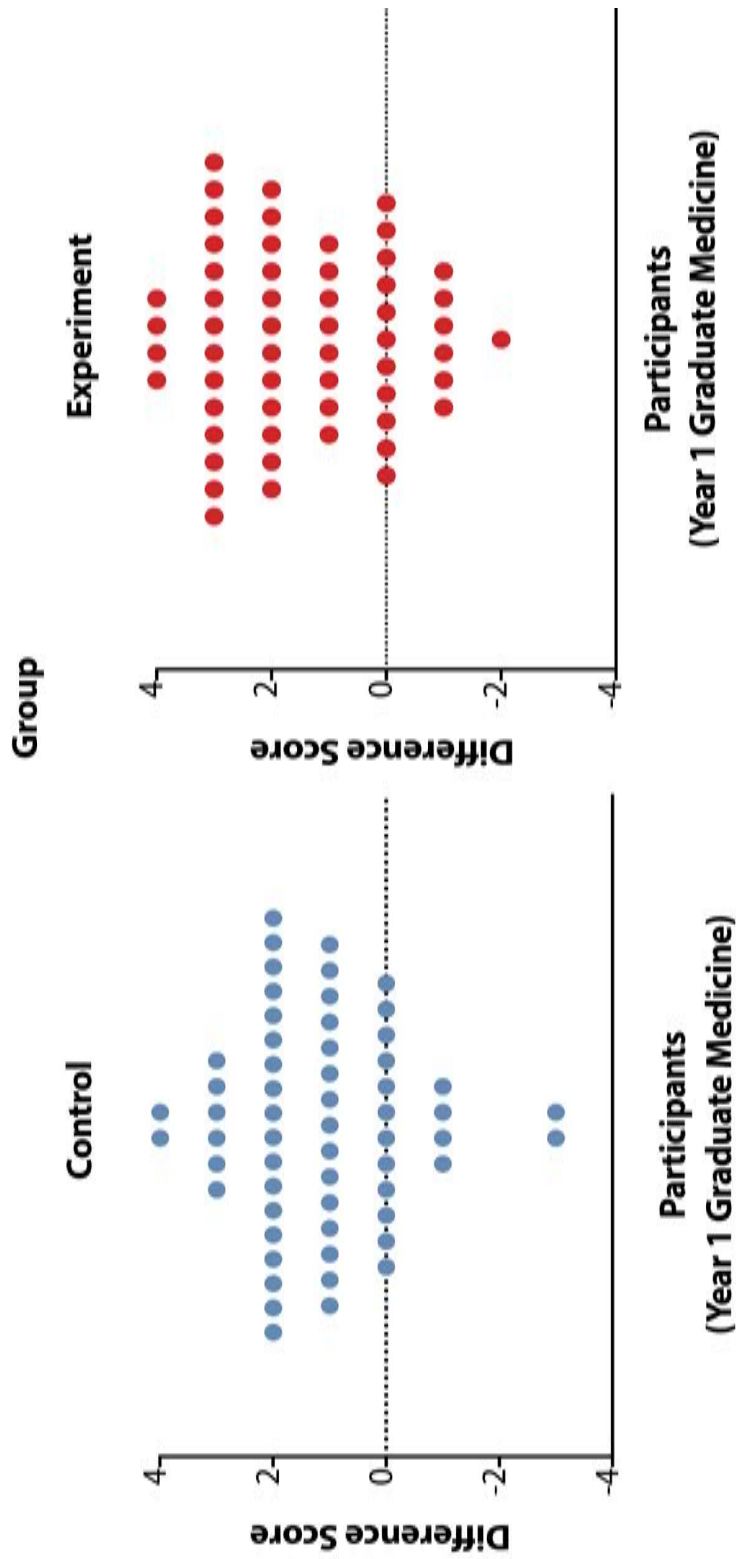 Group
Control
Experiment
Difference Score
4
2
0
-2
-4
Participants
(Year 1 Graduate Medicine)
Difference Score
4
2
0
-2
-4
Participants
(Year 1 Graduate Medicine)